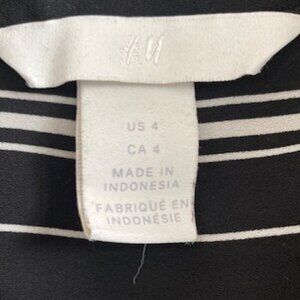 H&M
US 4
CA 4
MADE IN
INDONESIA
FABRIQUÉ EN
INDONÉSIE